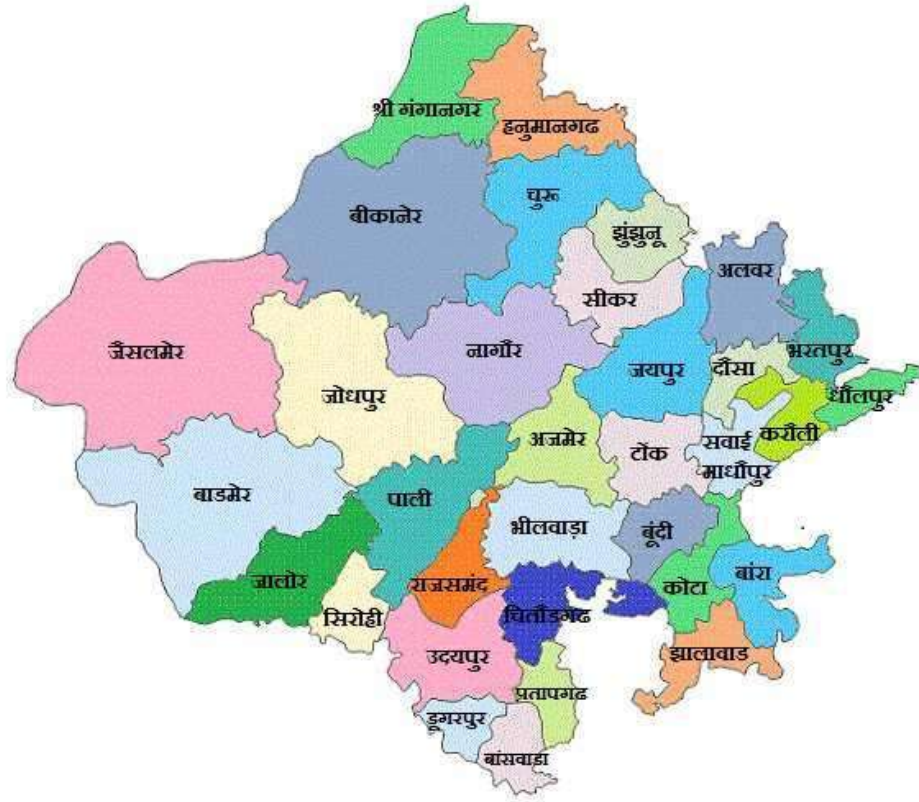 श्री गंगानगर
हनुमानगढ
चुरू
बीकानेर
झुंझुनू
अलवर
सीकर
जैसलमेर
नागौर
जयपुर
दौसा
भरतपुर
जोधपुर
धौलपुर
अजमेर
टोंक
सवाई
माधौपुर
करौली
बाडमेर
पाली
भीलवाड़ा
बूंदी
बांरा
जालोर
राजसमंद
कोटा
सिरोही
चितौडगढ
उदयपुर
झालावाड
प्रतापगढ
डूगरपुर
बांसवाडा